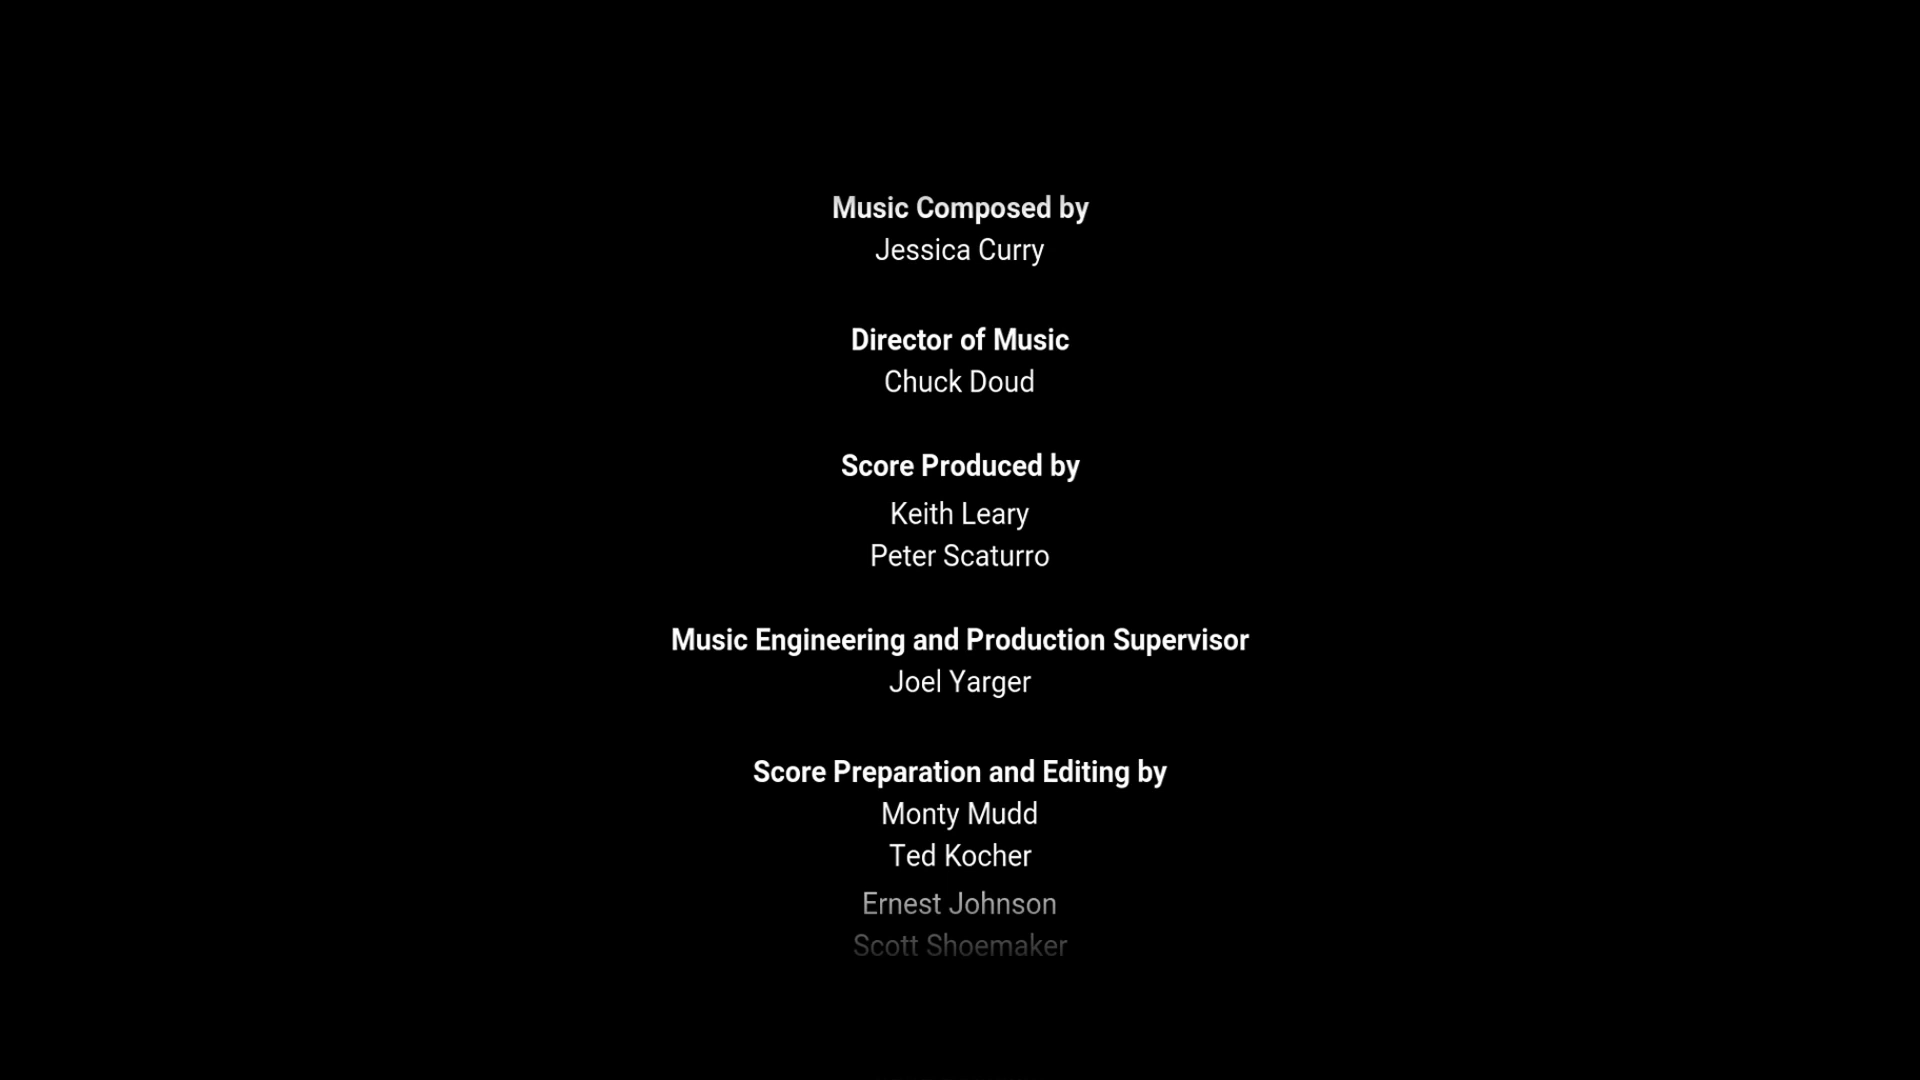 Music Composed by
Jessica Curry
Director of Music
Chuck Doud
Score Produced by
Keith Leary
Peter Scaturro
Music Engineering and Production Supervisor
Joel Yarger
Score Preparation and Editing by
Monty Mudd
Ted Kocher
Ernest Johnson
Scott Shoemaker